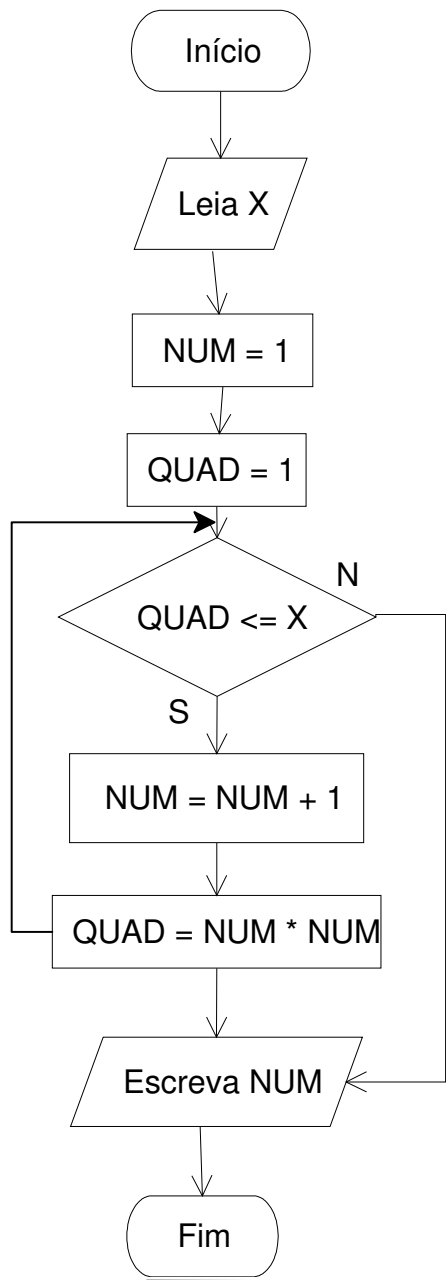 Início
Leia X
NUM = 1
QUAD = 1
N
QUAD <= X
S
NUM = NUM + 1
QUAD = NUM * NUM
Escreva NUM
Fim